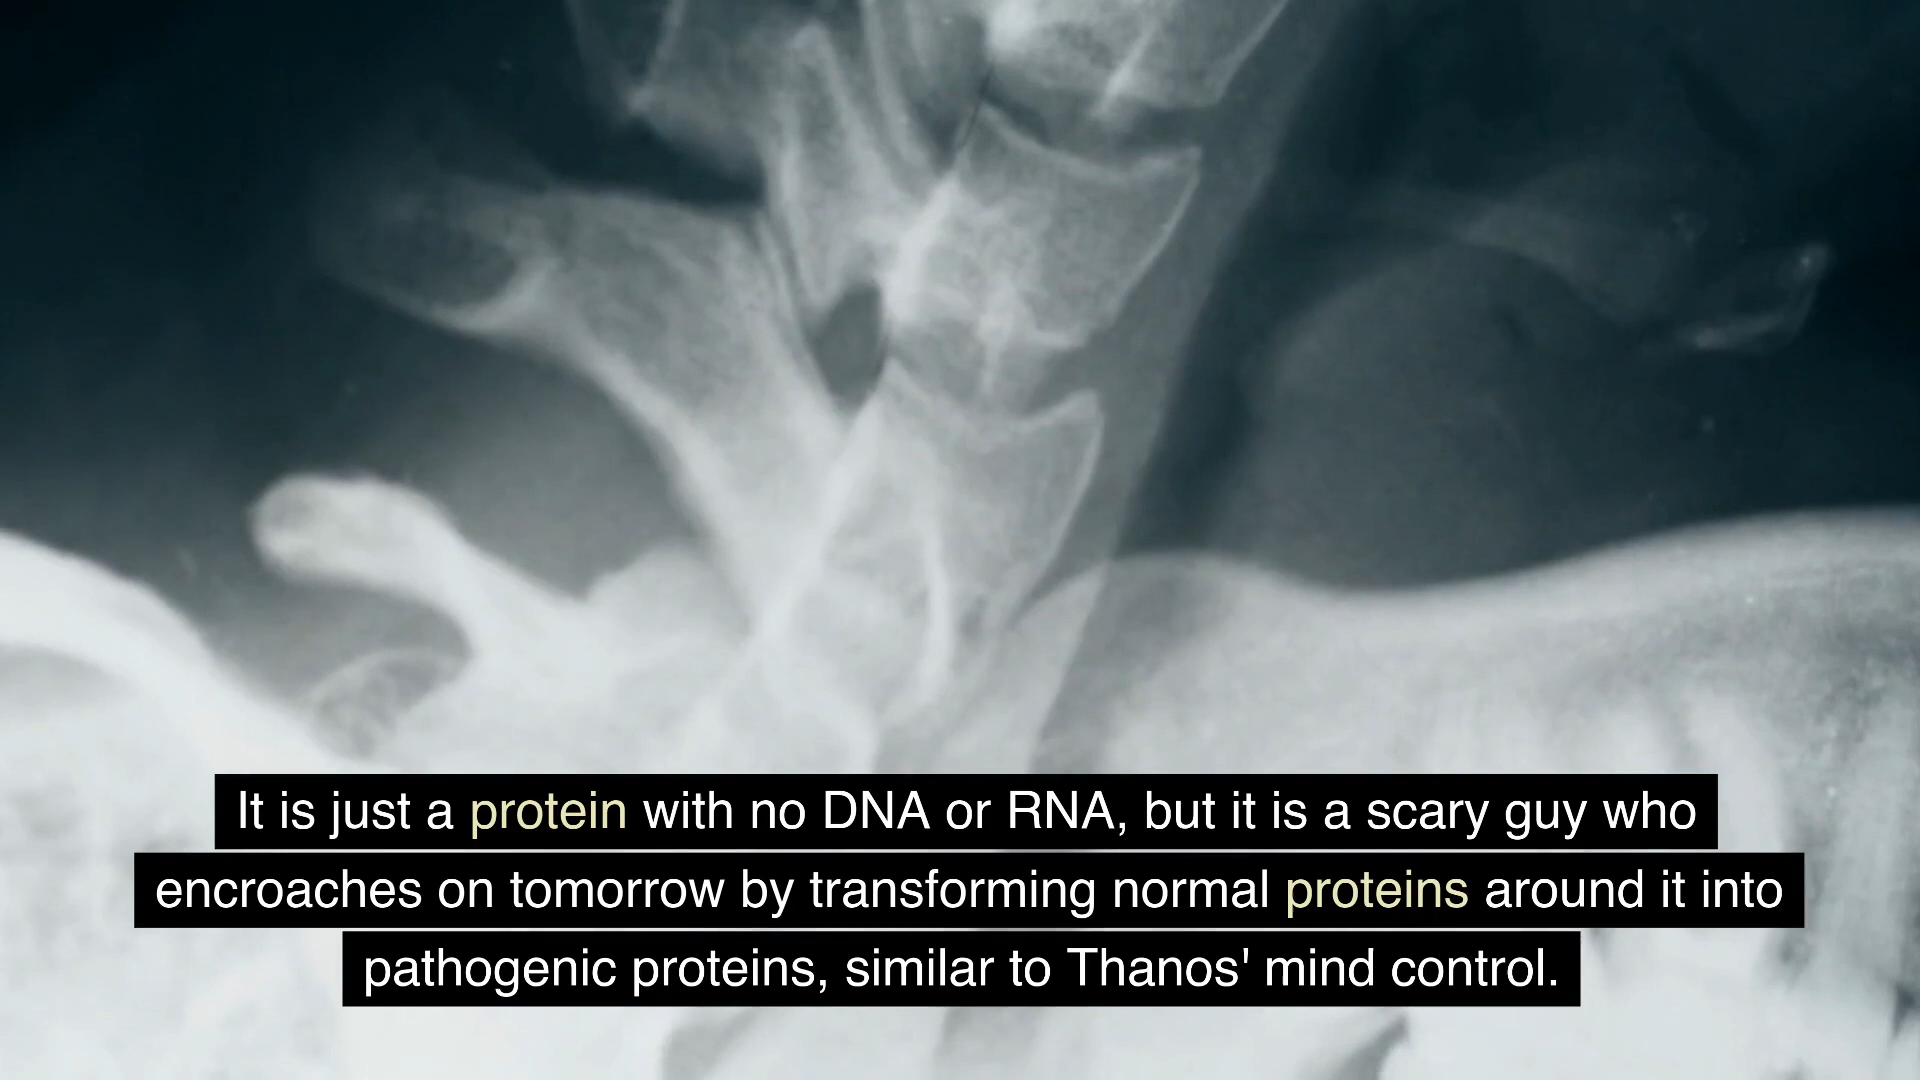 It is just a protein with no DNA or RNA, but it is a scary guy who
encroaches on tomorrow by transforming normal proteins around it into
pathogenic proteins, similar to Thanos' mind control.